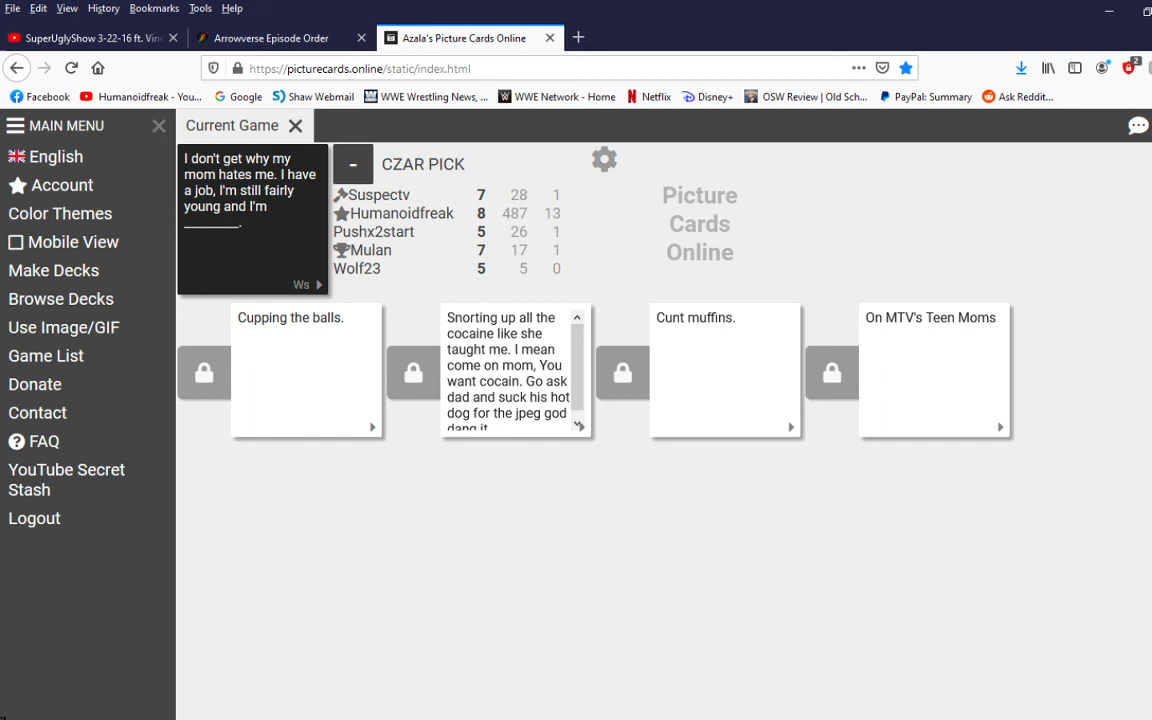 File Edit View History Bookmarks Tools Help
SuperUglyShow 3-22-16 ft. Vin
Arrowverse Episode Order
Azala's Picture Cards Online
https://picturecards.online/static/index.html
2
Facebook Humanoidfreak - You... Google Shaw Webmail WWE Wrestling News, ... WWE Network - Home Netflix Disney+ OSW Review | Old Sch... PayPal: Summary Ask Reddit...
MAIN MENU
Current Game
English
Account
Color Themes
Mobile View
Make Decks
Browse Decks
Use Image/GIF
Game List
Donate
Contact
FAQ
YouTube Secret
Stash
Logout
I don't get why my
mom hates me. I have
a job, I'm still fairly
young and I'm
________.
Ws
- CZAR PICK
Suspectv 7 28 1
Humanoidfreak 8 487 13
Pushx2start 5 26 1
Mulan 7 17 1
Wolf23 5 5 0
Picture
Cards
Online
Cupping the balls.
Snorting up all the
cocaine like she
taught me. I mean
come on mom, You
want cocain. Go ask
dad and suck his hot
dog for the jpeg god
dang it
Cunt muffins.
On MTV's Teen Moms